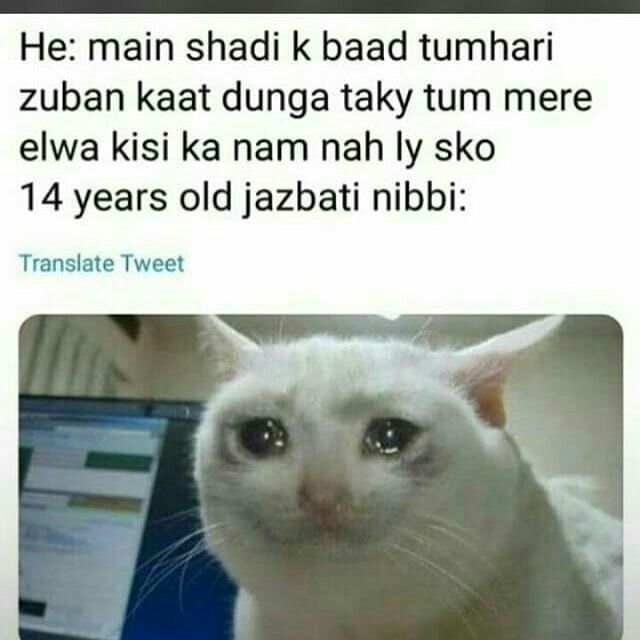 He: main shadi k baad tumhari
zuban kaat dunga taky tum mere
elwa kisi ka nam nah ly sko
14 years old jazbati nibbi:
Translate Tweet